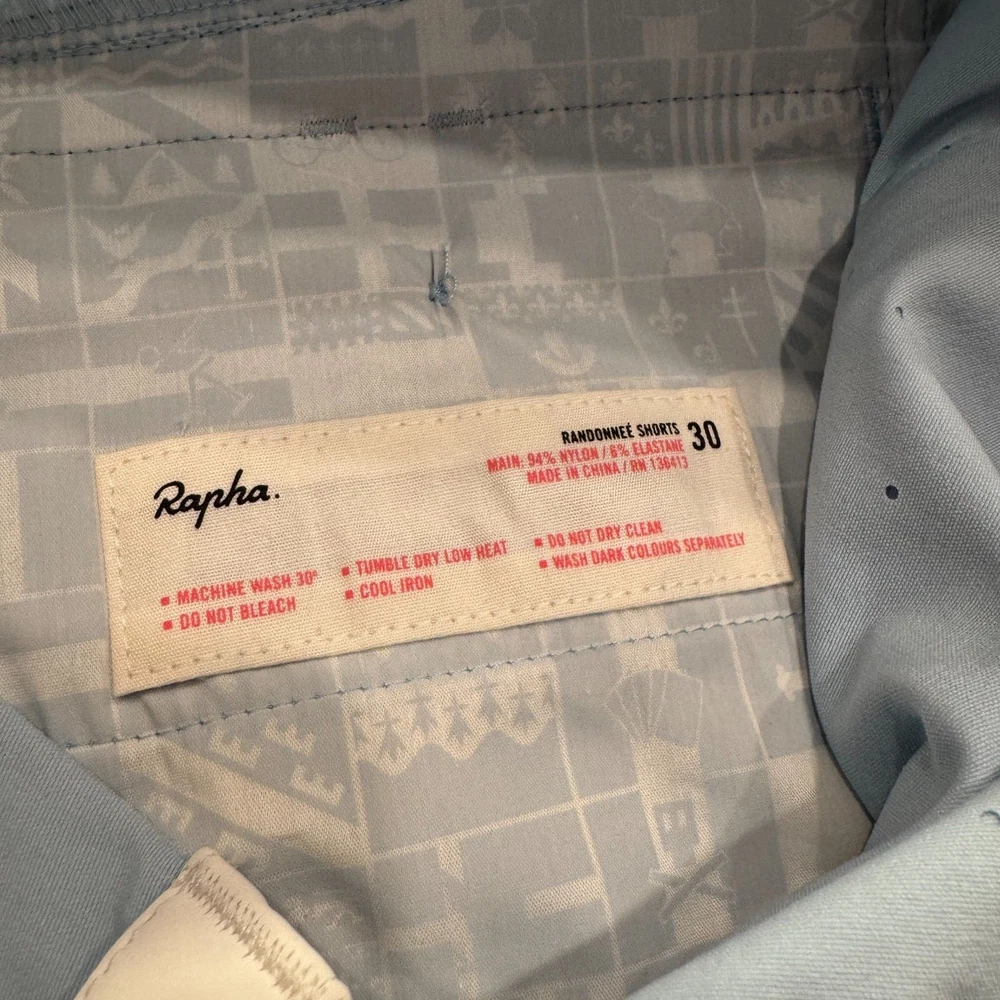 Rapha.
RANDONNEÉ SHORTS 30
MAIN: 94% NYLON / 6% ELASTANE
MADE IN CHINA / RN 136413
▪ MACHINE WASH 30°
▪ DO NOT BLEACH
▪ TUMBLE DRY LOW HEAT
▪ COOL IRON
▪ DO NOT DRY CLEAN
▪ WASH DARK COLOURS SEPARATELY